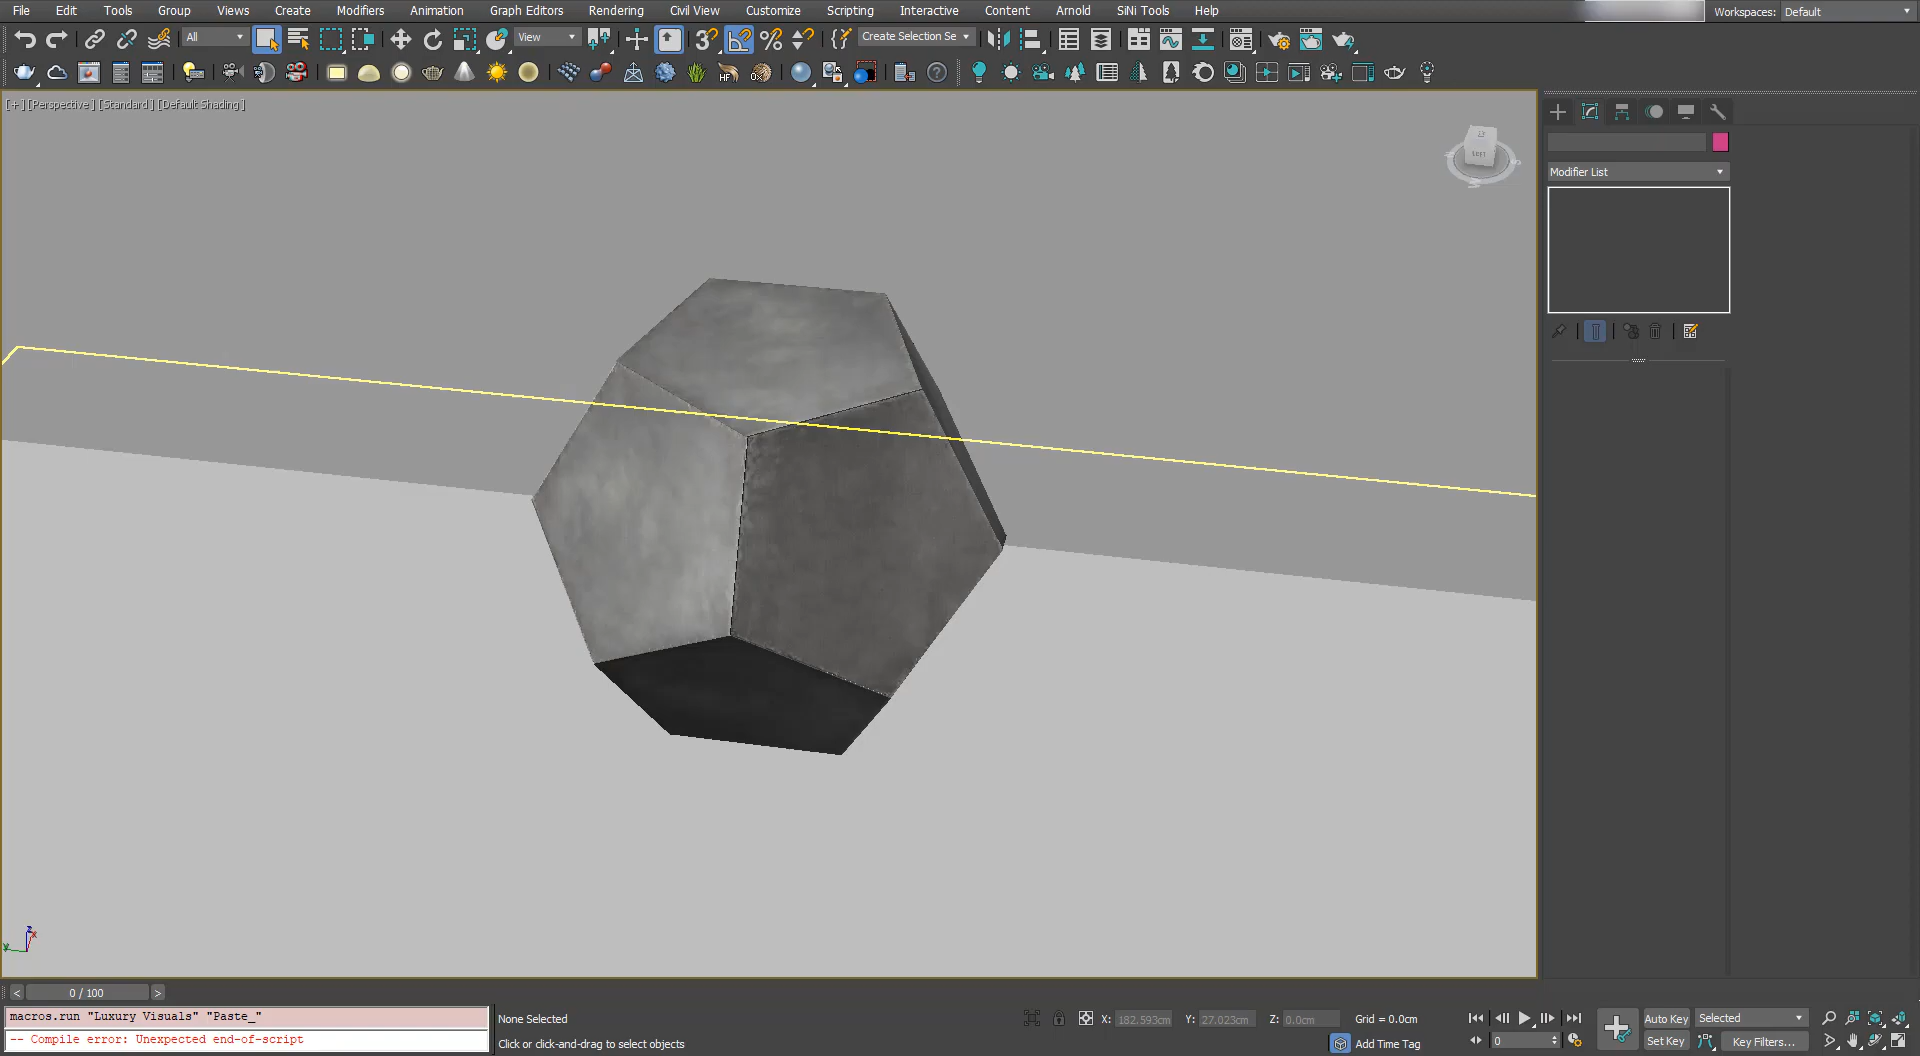 File Edit Tools Group Views Create Modifiers Animation Graph Editors Rendering Civil View Customize Scripting Interactive Content Arnold SiNi Tools Help Workspaces: Default
All View Create Selection Se
[+] [Perspective] [Standard] [Default Shading]
Modifier List
0 / 100
macros.run "Luxury Visuals" "Paste_"
-- Compile error: Unexpected end-of-script
None Selected X: 182.593cm Y: 27.023cm Z: 0.0cm Grid = 0.0cm
Click or click-and-drag to select objects Add Time Tag
Auto Key Selected
0 Set Key Key Filters...